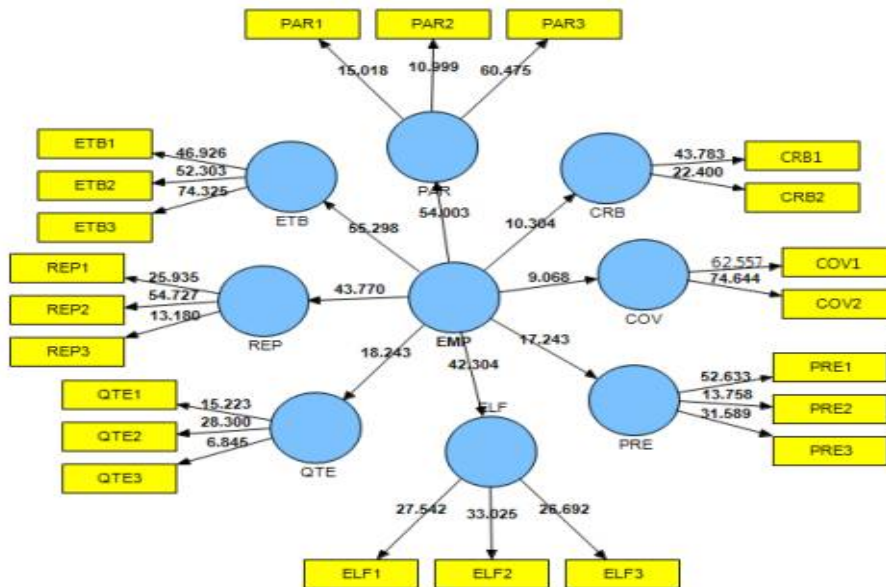 PAR1
PAR2
PAR3
15.018
10.999
60.475
ETB1
ETB2
ETB3
46.926
52.303
74.325
ETB
PAR
CRB
43.783
22.400
CRB1
CRB2
55.298
54.003
10.304
REP1
REP2
REP3
25.935
54.727
13.180
REP
43.770
EMP
9.068
COV
62.557
74.644
COV1
COV2
18.243
42.304
17.243
QTE1
QTE2
QTE3
15.223
28.300
6.845
QTE
ELF
PRE
52.633
13.758
31.589
PRE1
PRE2
PRE3
27.542
33.025
26.692
ELF1
ELF2
ELF3